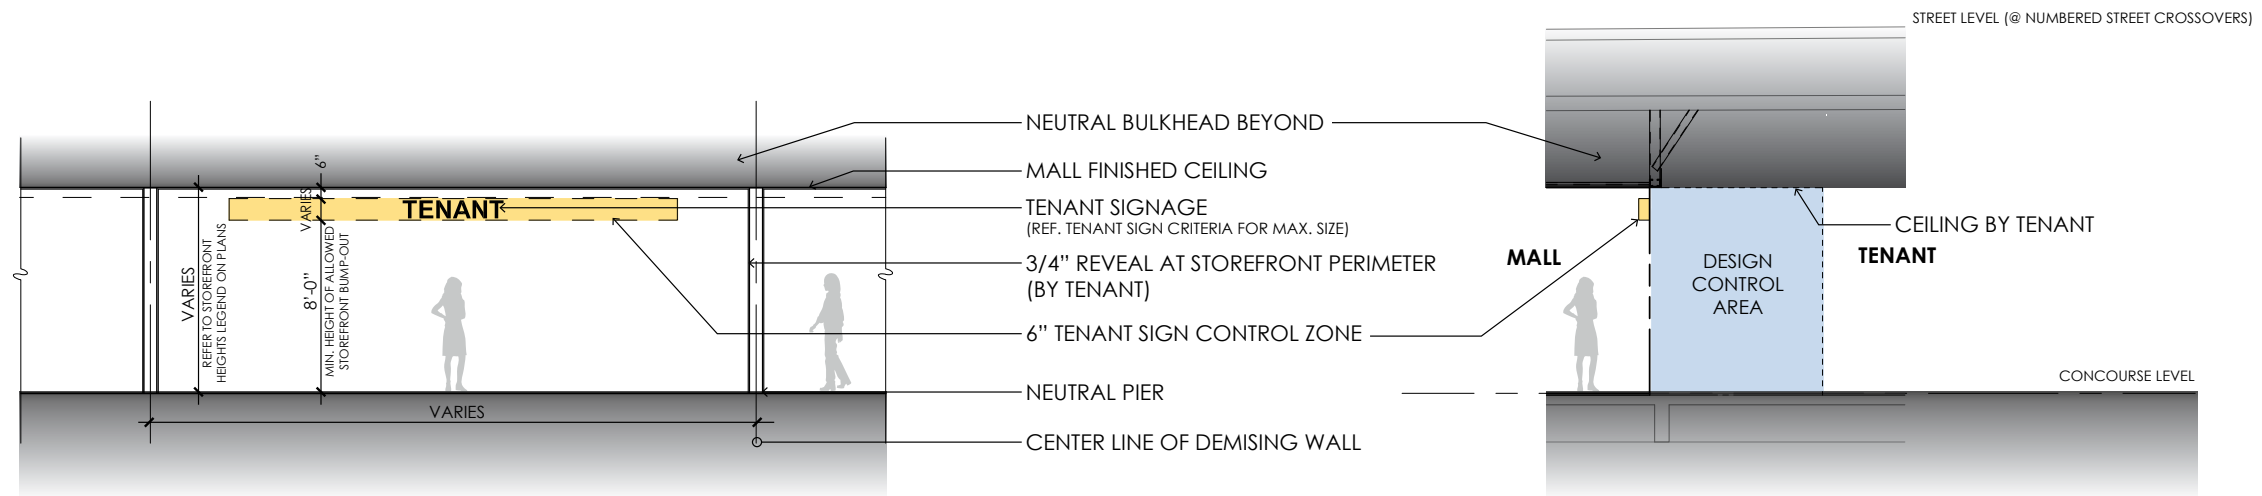 STREET LEVEL (@ NUMBERED STREET CROSSOVERS)
6”
VARIES
TENANT
VARIES
REFER TO STOREFRONT
HEIGHTS LEGEND ON PLANS
8’-0”
MIN. HEIGHT OF ALLOWED
STOREFRONT BUMP-OUT
VARIES
NEUTRAL BULKHEAD BEYOND
MALL FINISHED CEILING
TENANT SIGNAGE
(REF. TENANT SIGN CRITERIA FOR MAX. SIZE)
3/4” REVEAL AT STOREFRONT PERIMETER
(BY TENANT)
6” TENANT SIGN CONTROL ZONE
NEUTRAL PIER
CENTER LINE OF DEMISING WALL
MALL
DESIGN
CONTROL
AREA
CEILING BY TENANT
TENANT
CONCOURSE LEVEL